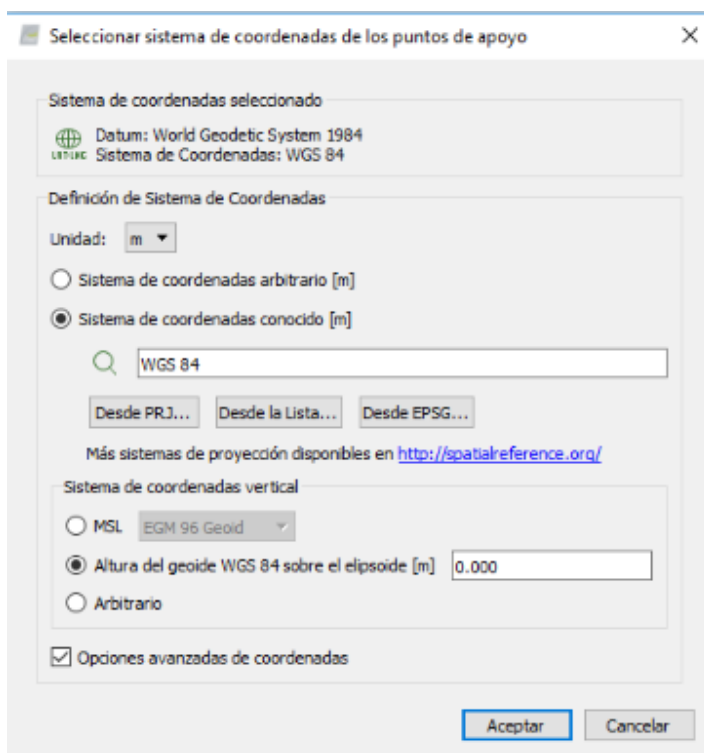 Seleccionar sistema de coordenadas de los puntos de apoyo
Sistema de coordenadas seleccionado
Datum: World Geodetic System 1984
Sistema de Coordenadas: WGS 84
Definición de Sistema de Coordenadas
Unidad: m
Sistema de coordenadas arbitrario [m]
Sistema de coordenadas conocido [m]
WGS 84
Desde PRJ... Desde la Lista... Desde EPSG...
Más sistemas de proyección disponibles en http://spatialreference.org/
Sistema de coordenadas vertical
MSL EGM 96 Geoid
Altura del geoide WGS 84 sobre el elipsoide [m] 0.000
Arbitrario
Opciones avanzadas de coordenadas
Aceptar Cancelar